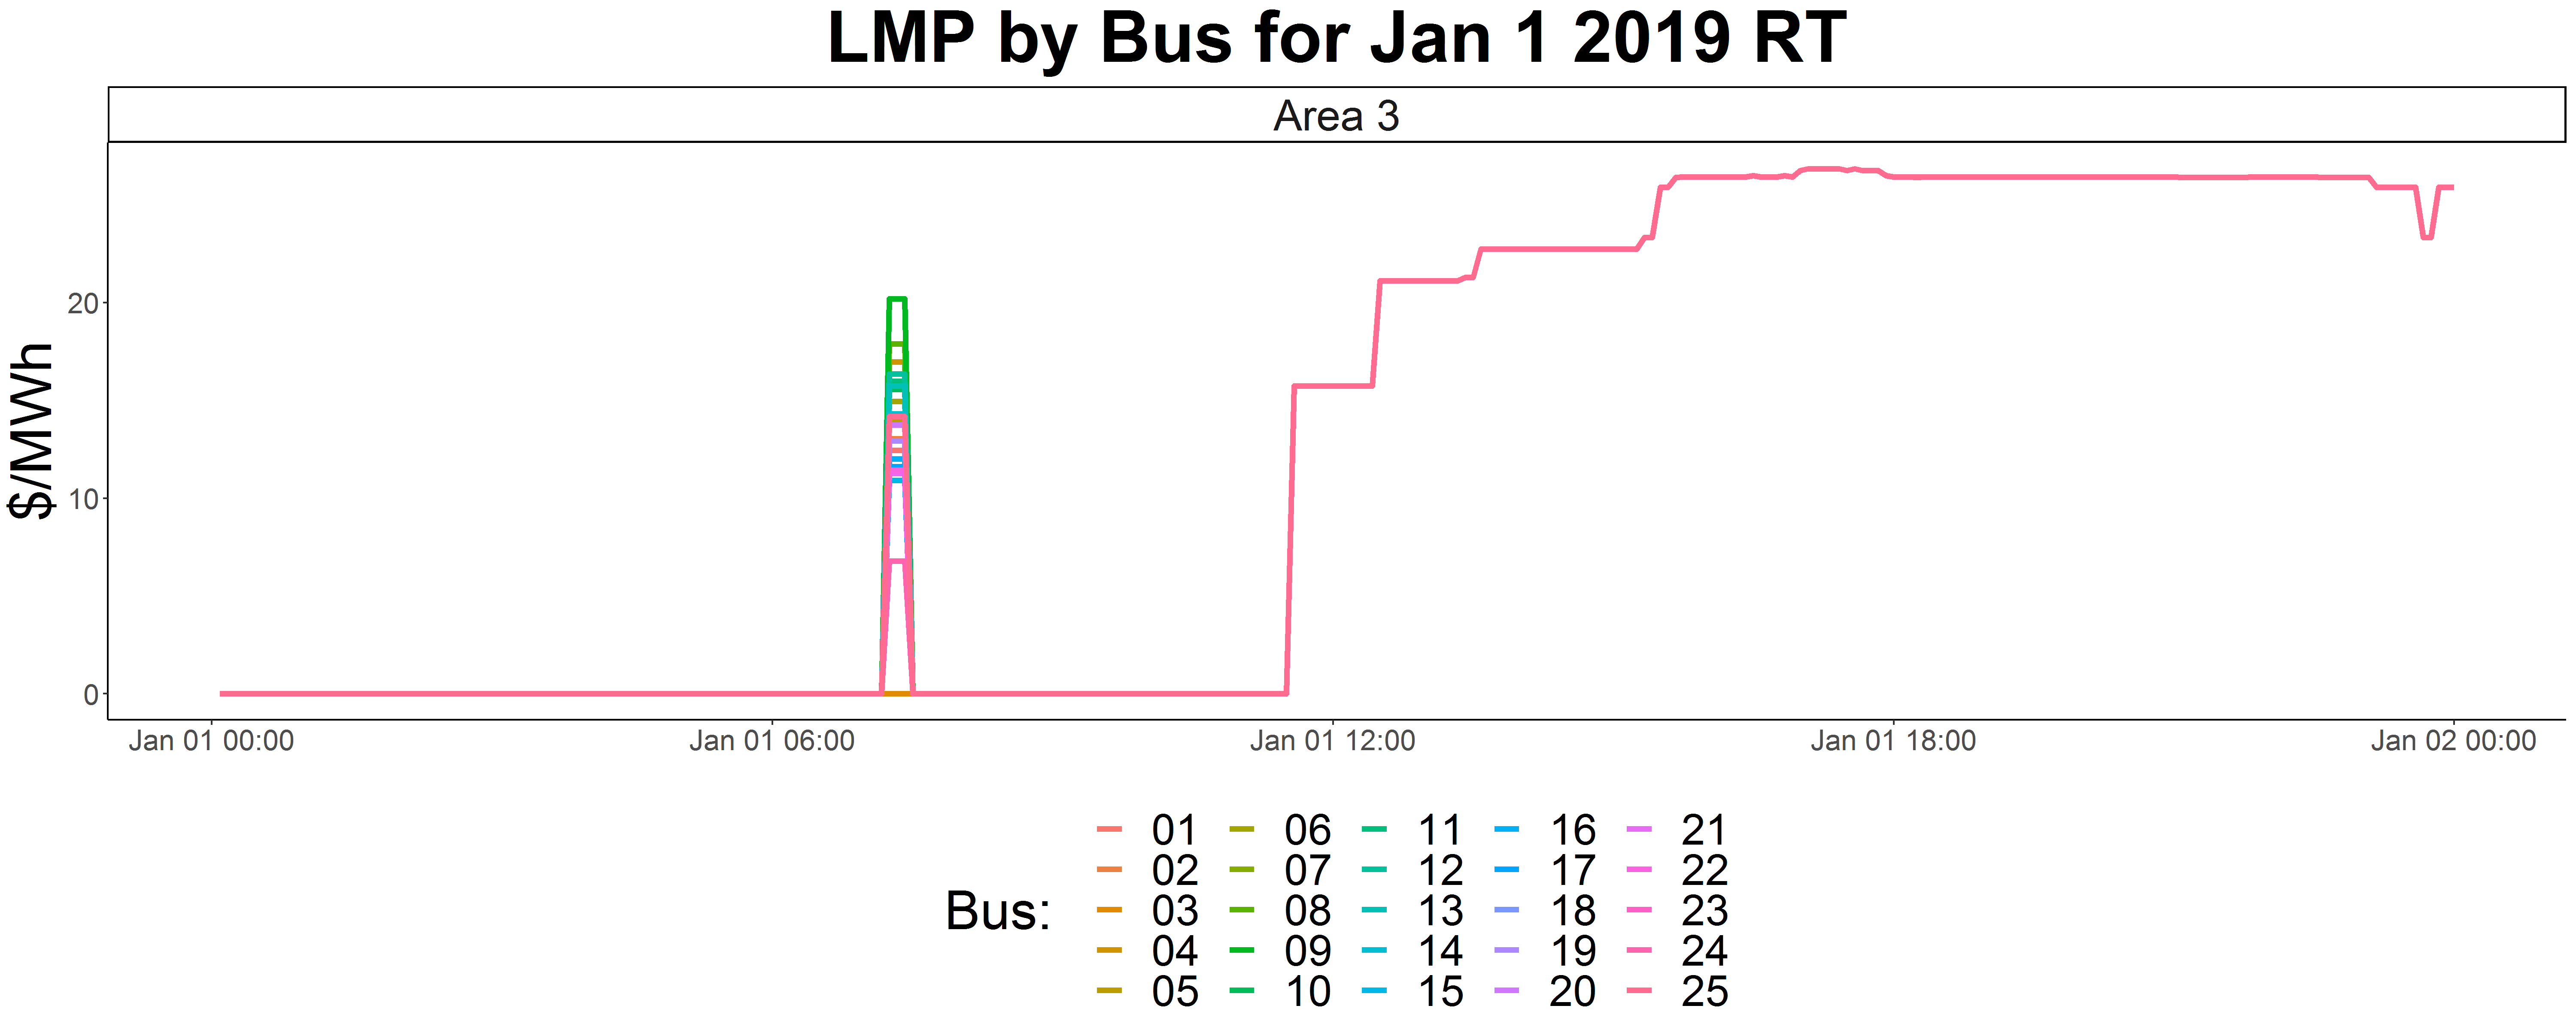 LMP by Bus for Jan 1 2019 RT
Area 3
$/MWh
20
10
0
Jan 01 00:00 Jan 01 06:00 Jan 01 12:00 Jan 01 18:00 Jan 02 00:00
Bus:
01 06 11 16 21
02 07 12 17 22
03 08 13 18 23
04 09 14 19 24
05 10 15 20 25